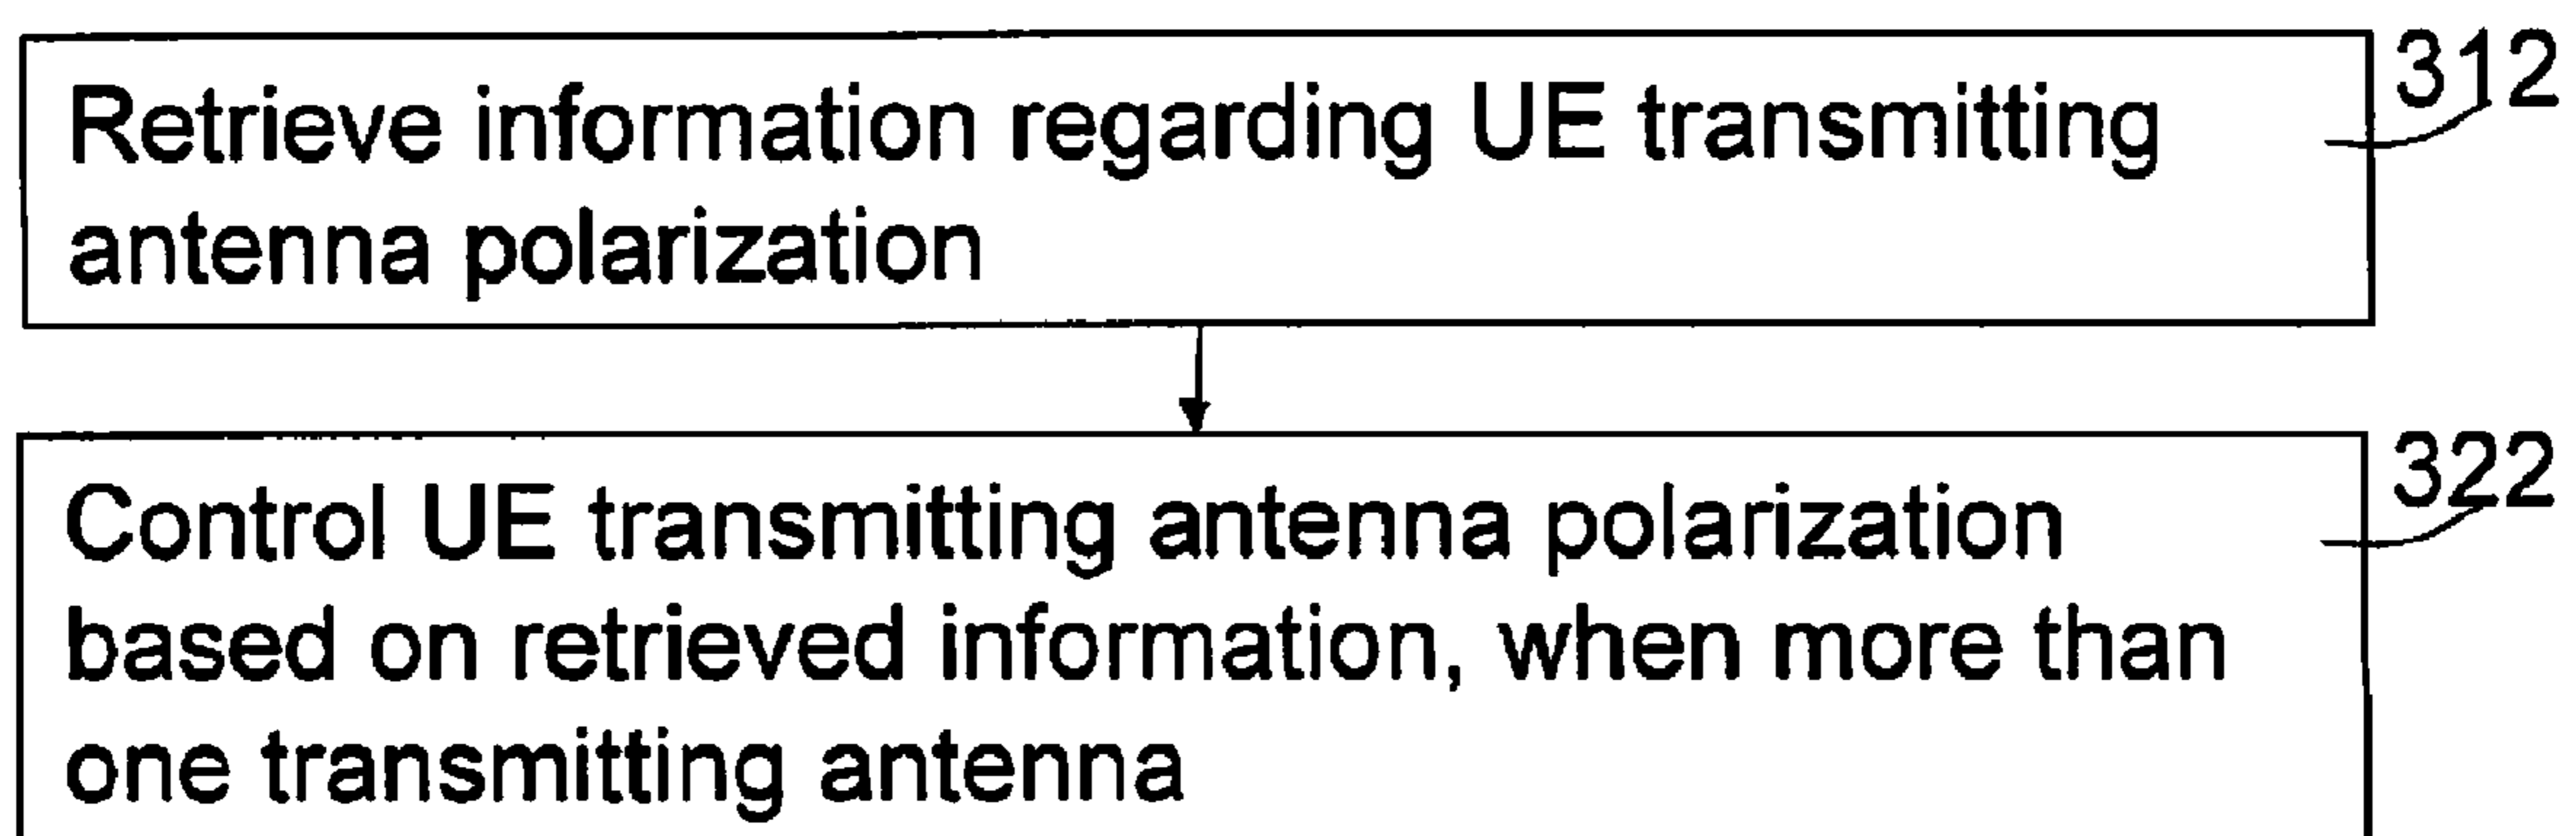 Retrieve information regarding UE transmitting
antenna polarization
312
Control UE transmitting antenna polarization
based on retrieved information, when more than
one transmitting antenna
322